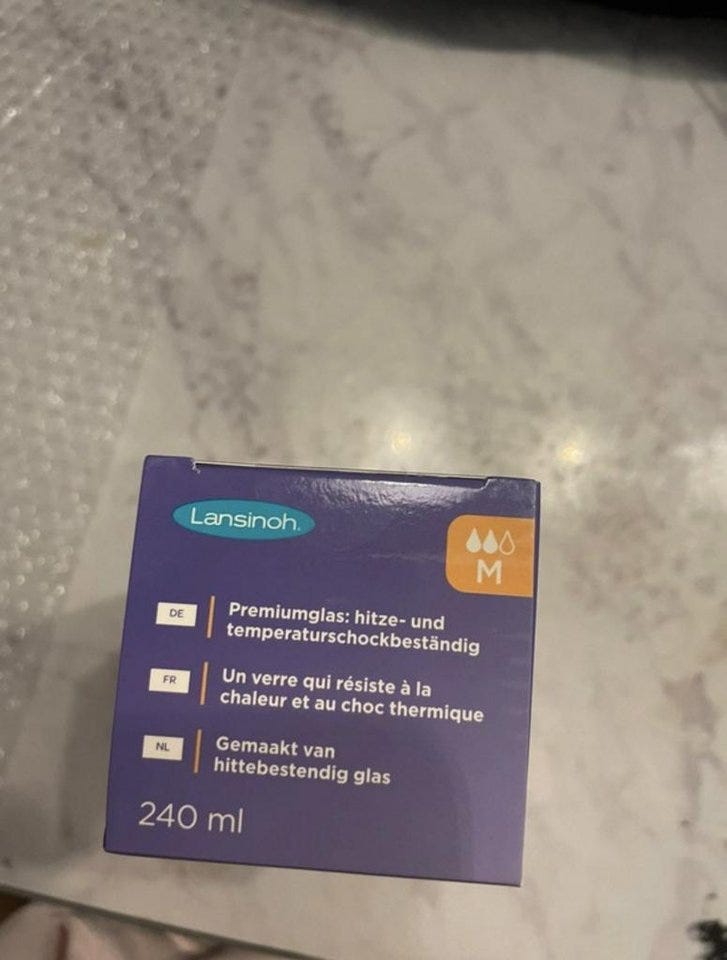 Lansinoh®
M
DE
Premiumglas: hitze- und
temperaturschockbeständig
FR
Un verre qui résiste à la
chaleur et au choc thermique
NL
Gemaakt van
hittebestendig glas
240 ml